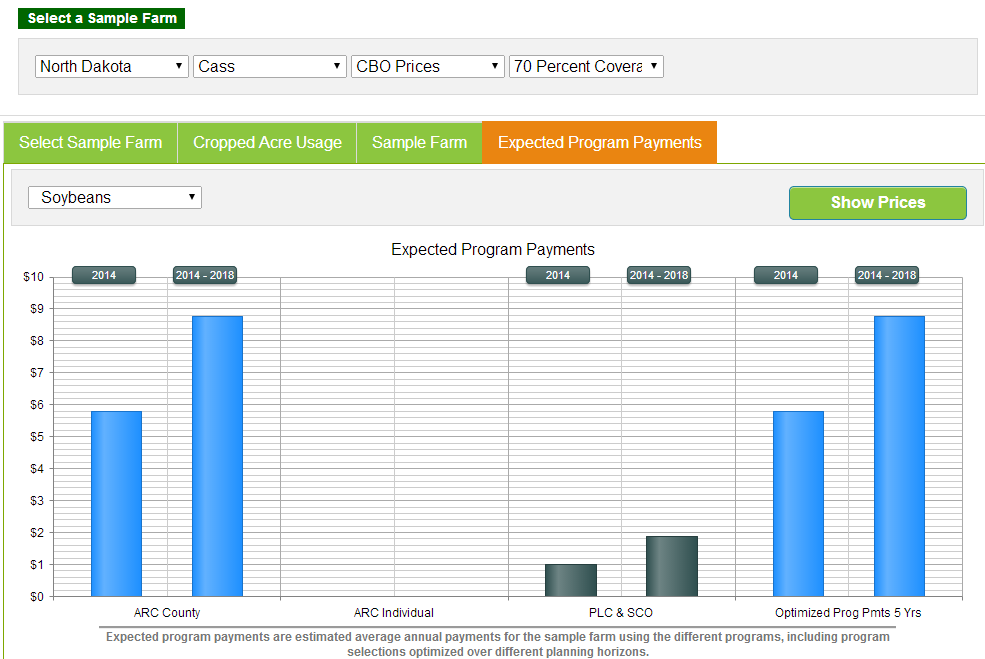 Select a Sample Farm
North Dakota Cass CBO Prices 70 Percent Covera
Select Sample Farm Cropped Acre Usage Sample Farm Expected Program Payments
Soybeans
Show Prices
Expected Program Payments
2014 2014 - 2018 2014 2014 - 2018 2014 2014 - 2018
$10
$9
$8
$7
$6
$5
$4
$3
$2
$1
$0
ARC County ARC Individual PLC & SCO Optimized Prog Pmts 5 Yrs
Expected program payments are estimated average annual payments for the sample farm using the different programs, including program
selections optimized over different planning horizons.